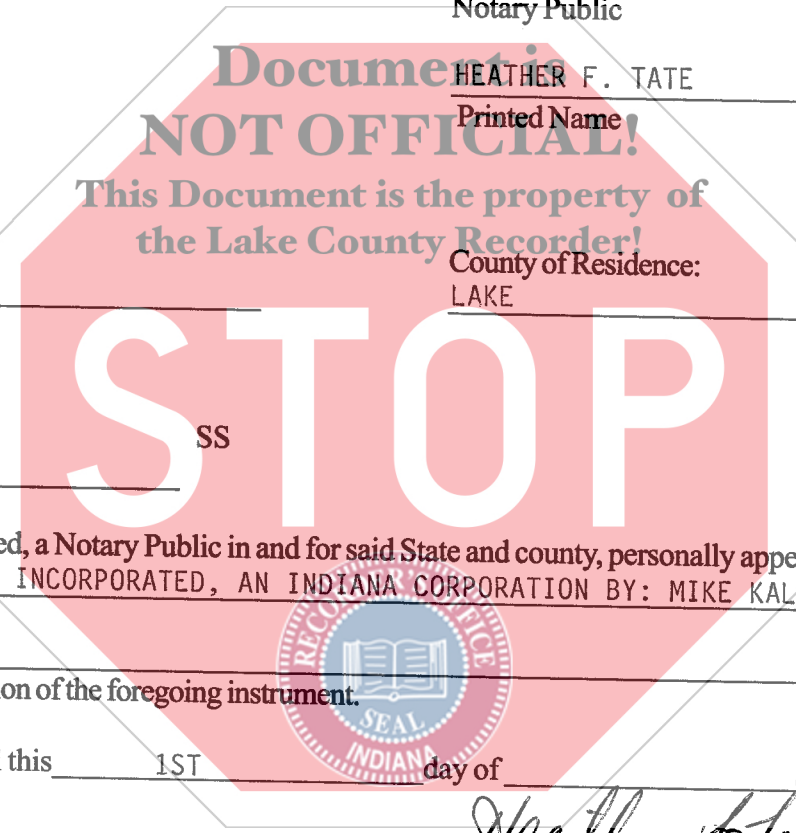 Notary Public
Document is
HEATHER F. TATE
NOT OFFICIAL!
Printed Name
This Document is the property of
the Lake County Recorder!
County of Residence:
LAKE
STOP
SS
ed, a Notary Public in and for said State and county, personally appe
INCORPORATED, AN INDIANA CORPORATION BY: MIKE KAL
RECORDER'S OFFICE
on of the foregoing instrument.
SEAL
INDIANA
this 1ST day of